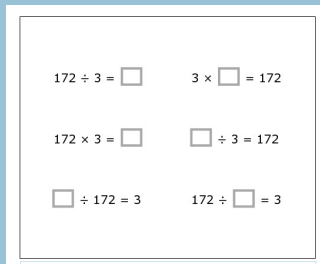 172 ÷ 3 = □ 3 × □ = 172
172 × 3 = □ □ ÷ 3 = 172
□ ÷ 172 = 3 172 ÷ □ = 3